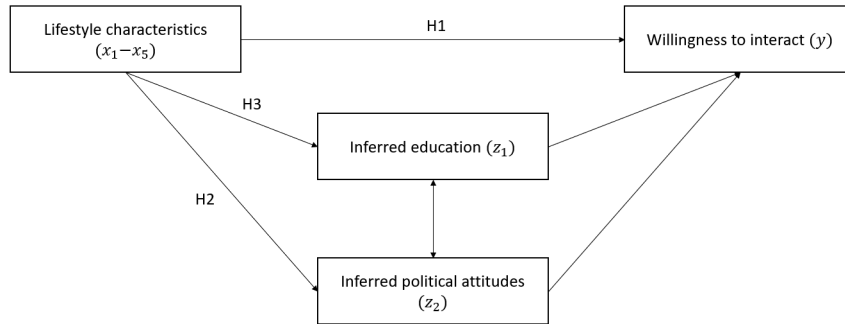 Lifestyle characteristics
(x₁−x₅)
H1
Willingness to interact (y)
H3
Inferred education (z₁)
H2
Inferred political attitudes
(z₂)